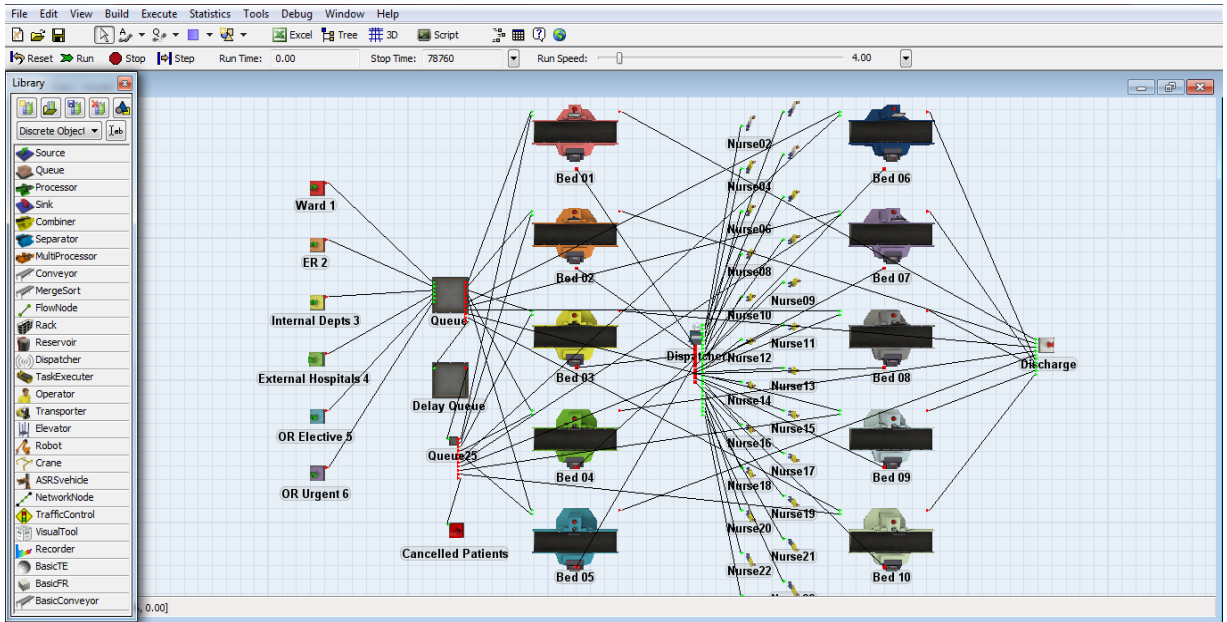 File Edit View Build Execute Statistics Tools Debug Window Help
Excel Tree 3D Script
Reset Run Stop Step Run Time: 0.00 Stop Time: 78760 Run Speed: 4.00
Library
Discrete Object
Source
Queue
Processor
Sink
Combiner
Separator
MultiProcessor
Conveyor
MergeSort
FlowNode
Rack
Reservoir
Dispatcher
TaskExecuter
Operator
Transporter
Elevator
Robot
Crane
ASRSvehicle
NetworkNode
TrafficControl
VisualTool
Recorder
BasicTE
BasicFR
BasicConveyor
Ward 1
ER 2
Internal Depts 3
External Hospitals 4
OR Elective 5
OR Urgent 6
Queue
Delay Queue
Queue25
Cancelled Patients
Bed 01
Bed 02
Bed 03
Bed 04
Bed 05
Dispatcher
Nurse02
Nurse04
Nurse06
Nurse08
Nurse09
Nurse10
Nurse11
Nurse12
Nurse13
Nurse14
Nurse15
Nurse16
Nurse17
Nurse18
Nurse19
Nurse20
Nurse21
Nurse22
Bed 06
Bed 07
Bed 08
Bed 09
Bed 10
Discharge
, 0.00]